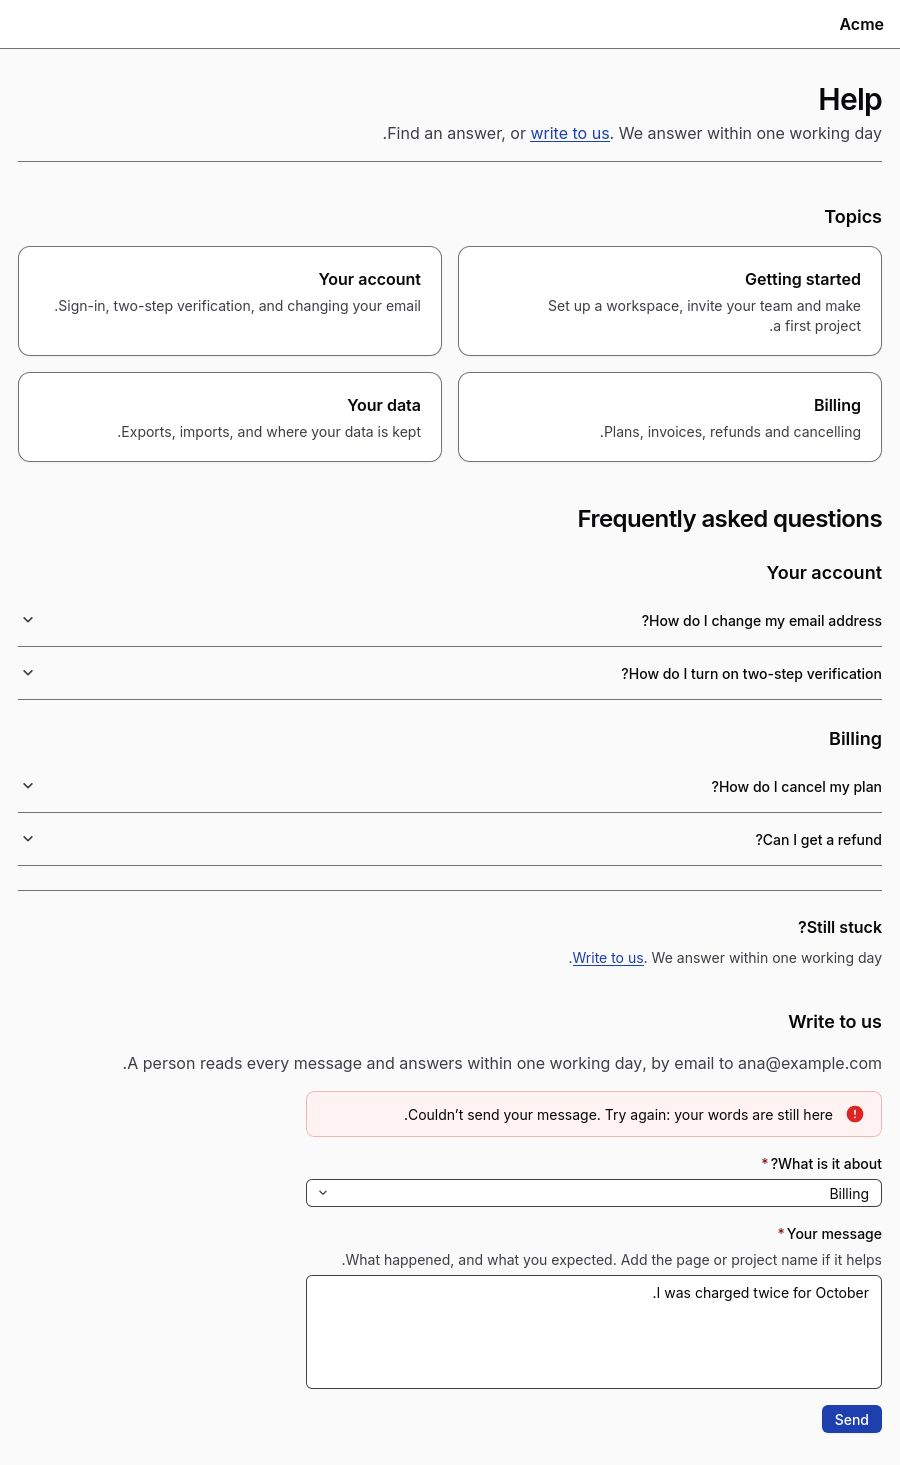 Acme
Help
Find an answer, or write to us. We answer within one working day.
Topics
Getting started
Set up a workspace, invite your team and make
a first project.
Your account
Sign-in, two-step verification, and changing your email.
Billing
Plans, invoices, refunds and cancelling.
Your data
Exports, imports, and where your data is kept.
Frequently asked questions
Your account
How do I change my email address?
How do I turn on two-step verification?
Billing
How do I cancel my plan?
Can I get a refund?
Still stuck?
Write to us. We answer within one working day.
Write to us
A person reads every message and answers within one working day, by email to ana@example.com.
Couldn’t send your message. Try again: your words are still here.
What is it about? *
Billing
Your message *
What happened, and what you expected. Add the page or project name if it helps.
I was charged twice for October.
Send